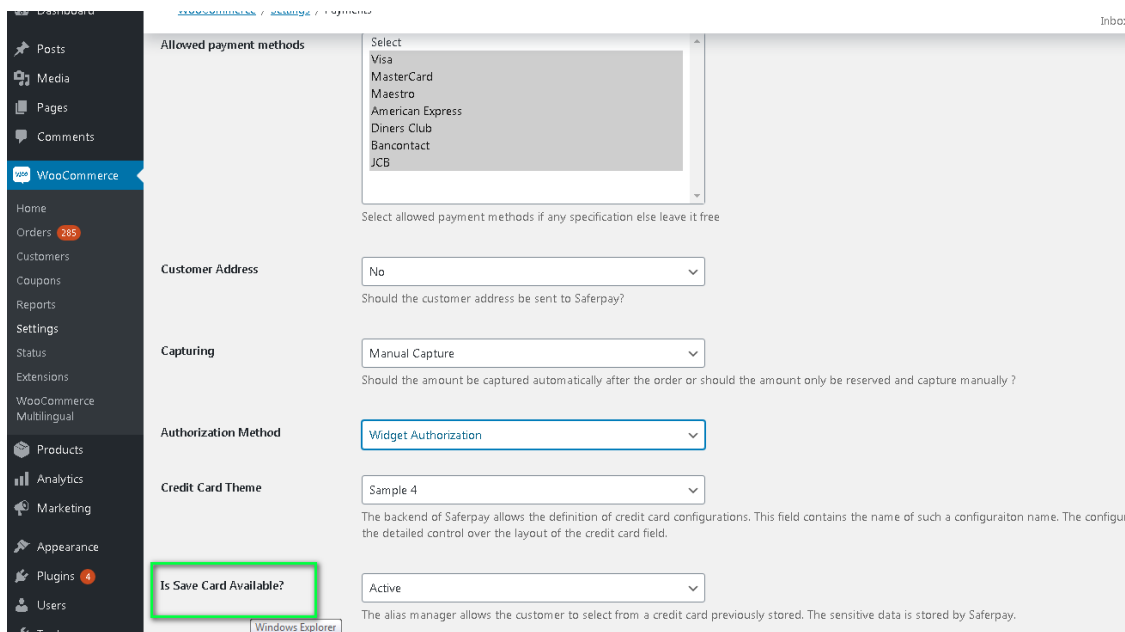 Dashboard
WooCommerce / Settings / Payments
Inbox
Posts
Media
Pages
Comments
WooCommerce
Home
Orders 285
Customers
Coupons
Reports
Settings
Status
Extensions
WooCommerce
Multilingual
Products
Analytics
Marketing
Appearance
Plugins 4
Users
Allowed payment methods
Select
Visa
MasterCard
Maestro
American Express
Diners Club
Bancontact
JCB
Select allowed payment methods if any specification else leave it free
Customer Address
No
Should the customer address be sent to Saferpay?
Capturing
Manual Capture
Should the amount be captured automatically after the order or should the amount only be reserved and capture manually ?
Authorization Method
Widget Authorization
Credit Card Theme
Sample 4
The backend of Saferpay allows the definition of credit card configurations. This field contains the name of such a configuraiton name. The configu
the detailed control over the layout of the credit card field.
Is Save Card Available?
Active
The alias manager allows the customer to select from a credit card previously stored. The sensitive data is stored by Saferpay.
Windows Explorer